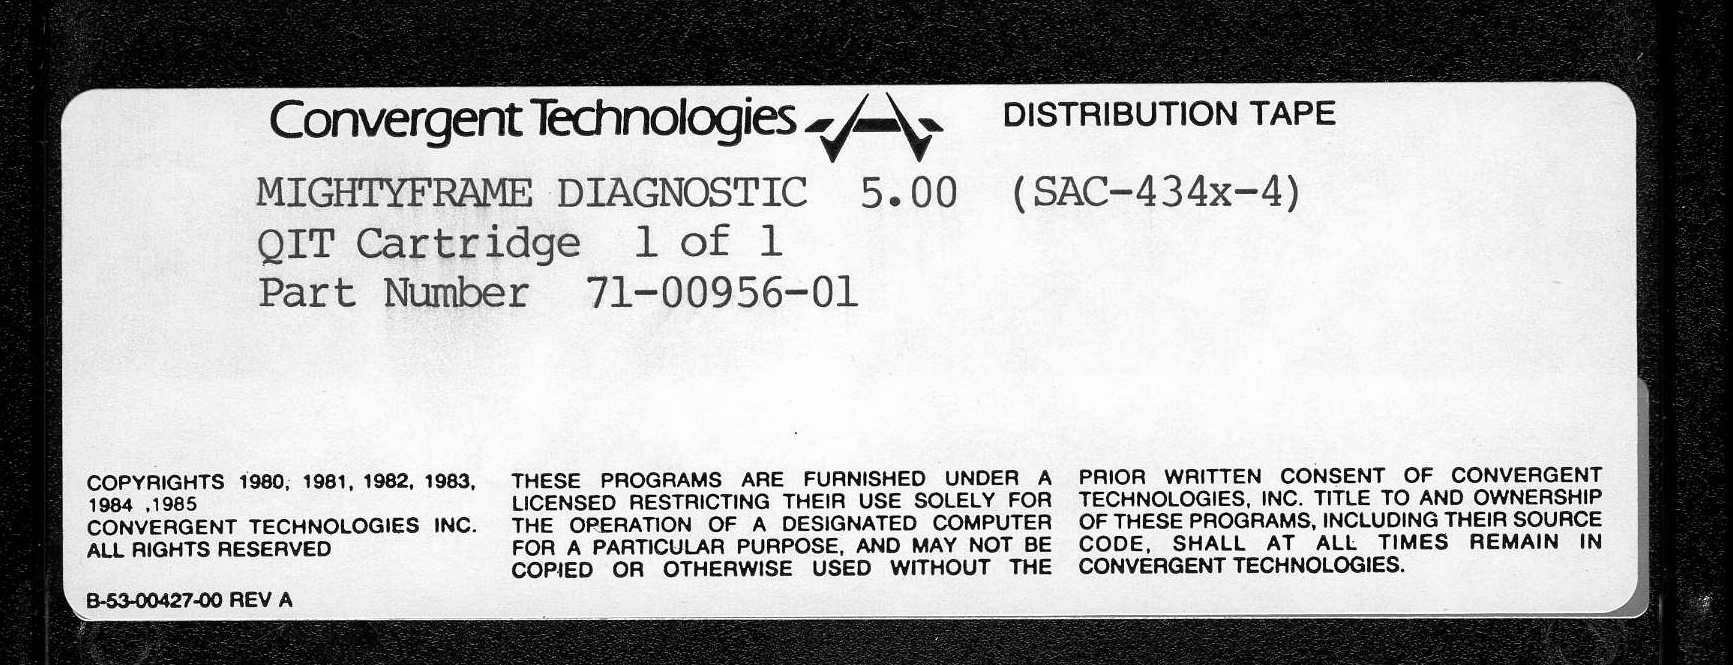 Convergent Technologies DISTRIBUTION TAPE
MIGHTYFRAME DIAGNOSTIC 5.00 (SAC-434x-4)
QIT Cartridge 1 of 1
Part Number 71-00956-01
COPYRIGHTS 1980, 1981, 1982, 1983,
1984 ,1985
CONVERGENT TECHNOLOGIES INC.
ALL RIGHTS RESERVED
B-53-00427-00 REV A
THESE PROGRAMS ARE FURNISHED UNDER A
LICENSED RESTRICTING THEIR USE SOLELY FOR
THE OPERATION OF A DESIGNATED COMPUTER
FOR A PARTICULAR PURPOSE, AND MAY NOT BE
COPIED OR OTHERWISE USED WITHOUT THE
PRIOR WRITTEN CONSENT OF CONVERGENT
TECHNOLOGIES, INC. TITLE TO AND OWNERSHIP
OF THESE PROGRAMS, INCLUDING THEIR SOURCE
CODE, SHALL AT ALL TIMES REMAIN IN
CONVERGENT TECHNOLOGIES.